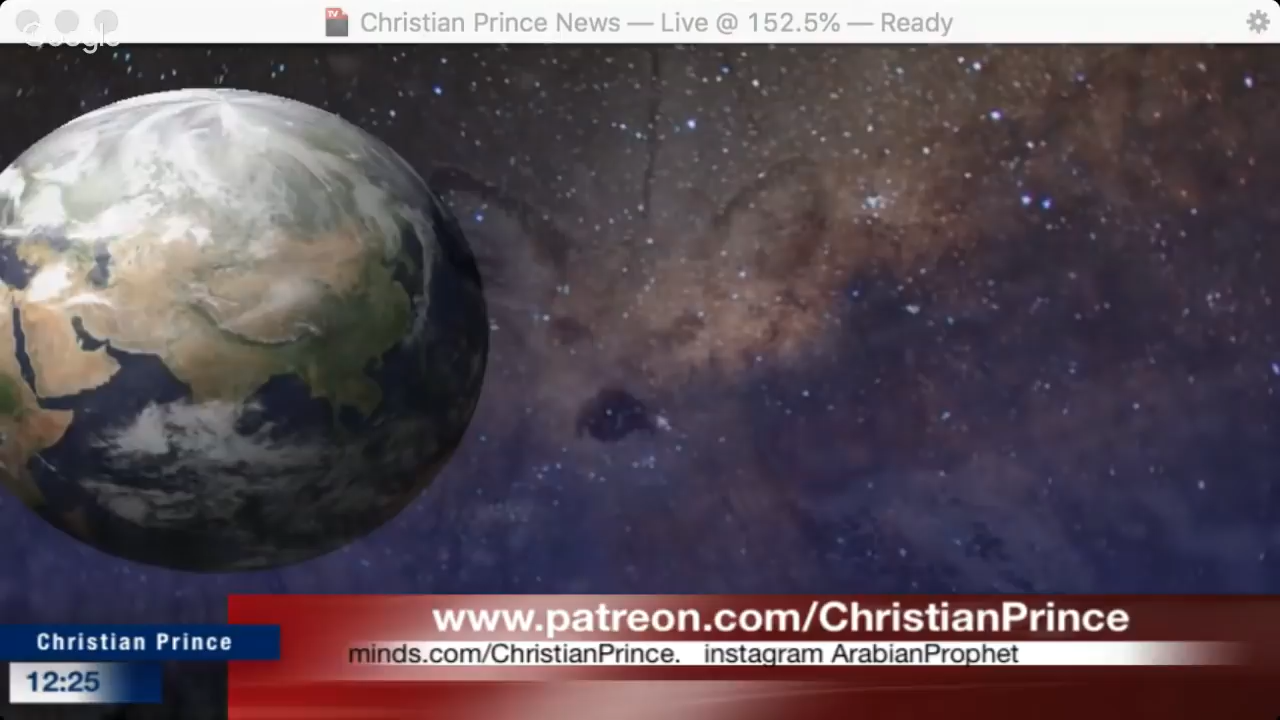 Christian Prince News — Live @ 152.5% — Ready
Google
www.patreon.com/ChristianPrince
Christian Prince
minds.com/ChristianPrince. instagram ArabianProphet
12:25